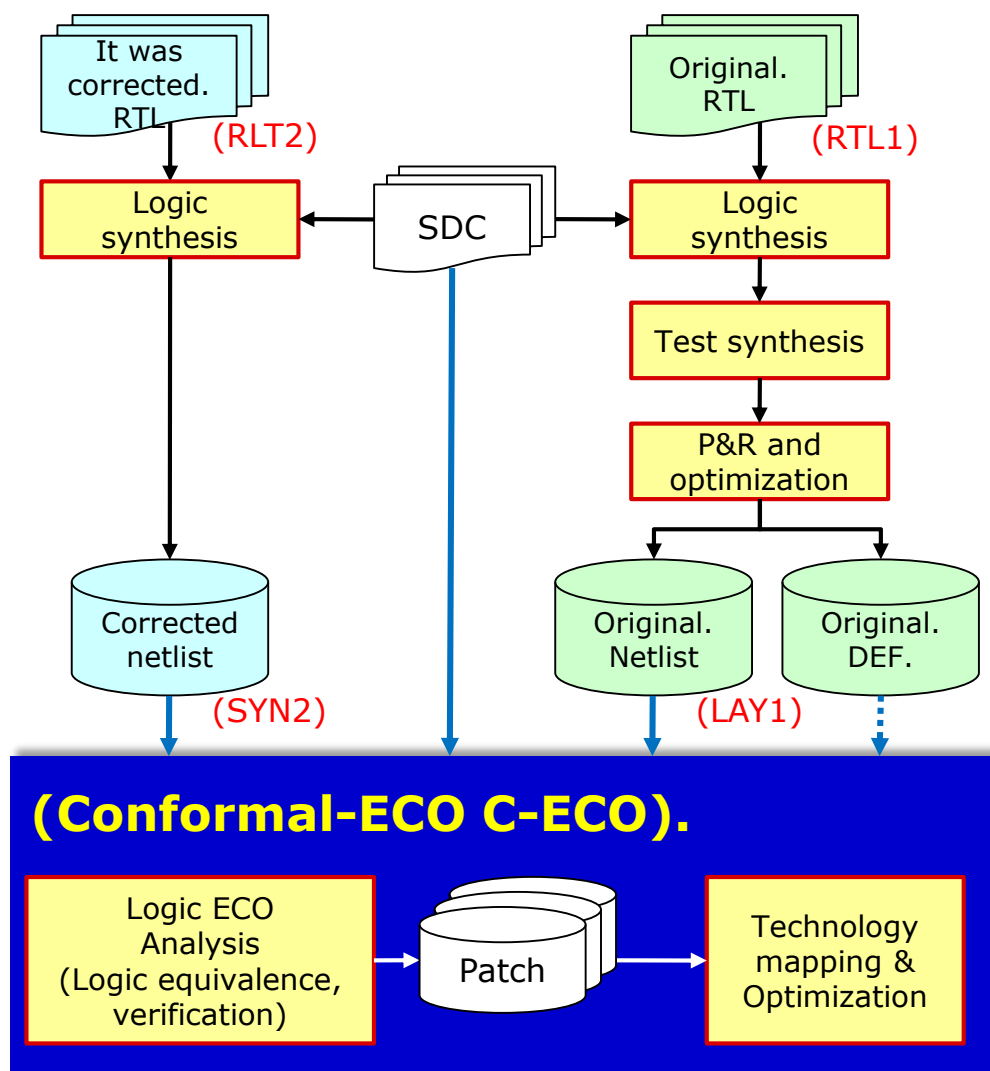 It was
corrected.
RTL
(RLT2)
Original.
RTL
(RTL1)
Logic
synthesis
SDC
Logic
synthesis
Test synthesis
P&R and
optimization
Corrected
netlist
(SYN2)
Original.
Netlist
(LAY1)
Original.
DEF.
(Conformal-ECO C-ECO).
Logic ECO
Analysis
(Logic equivalence,
verification)
Patch
Technology
mapping &
Optimization